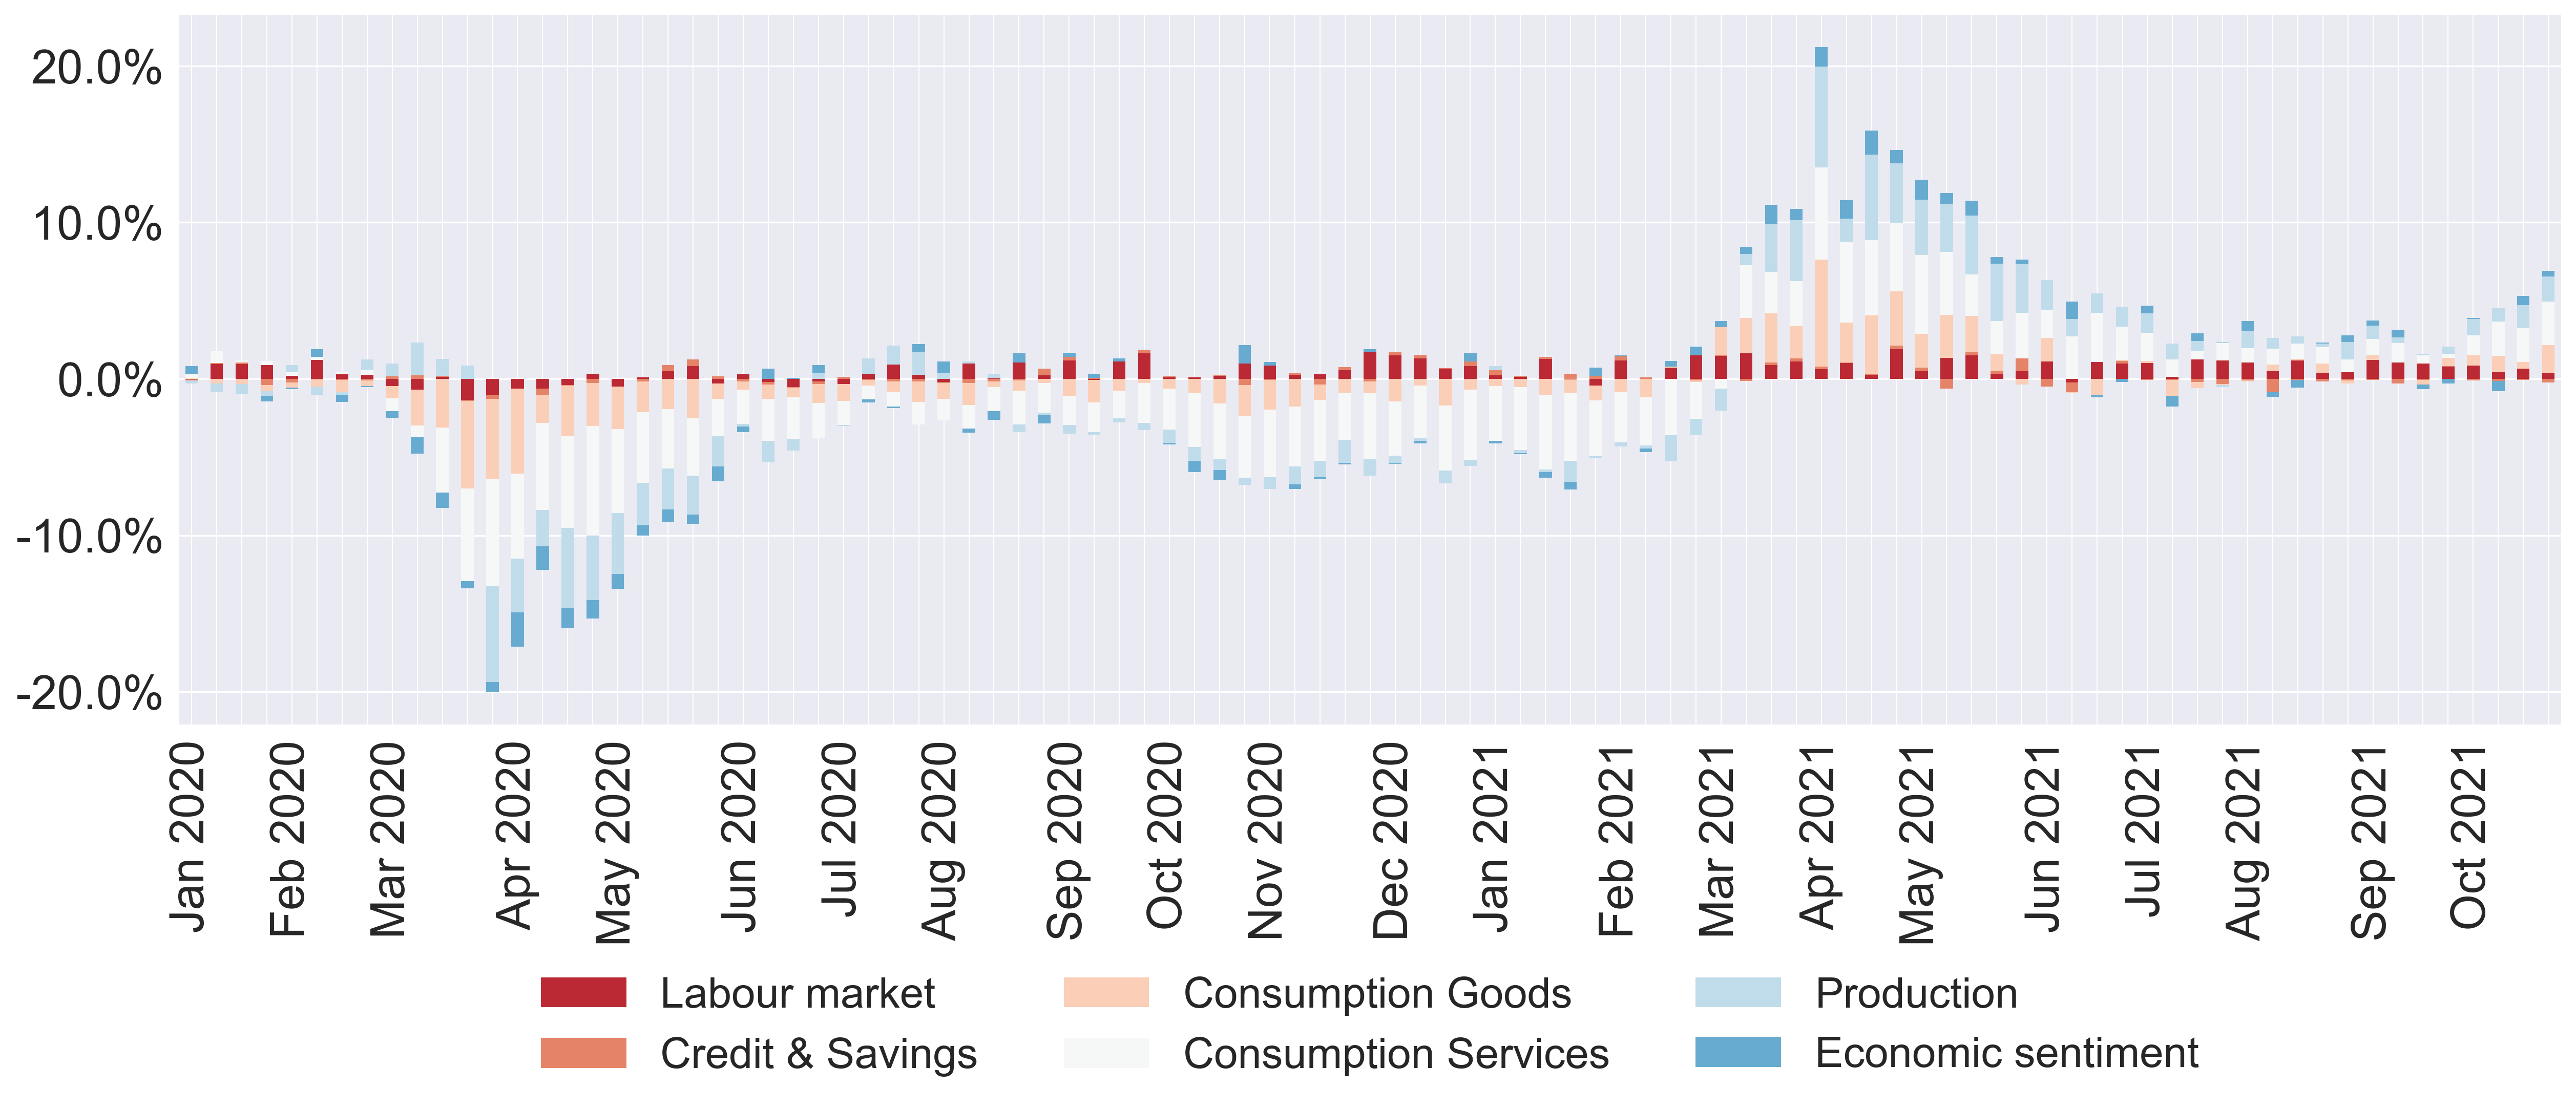 20.0%
10.0%
0.0%
-10.0%
-20.0%
Jan 2020
Feb 2020
Mar 2020
Apr 2020
May 2020
Jun 2020
Jul 2020
Aug 2020
Sep 2020
Oct 2020
Nov 2020
Dec 2020
Jan 2021
Feb 2021
Mar 2021
Apr 2021
May 2021
Jun 2021
Jul 2021
Aug 2021
Sep 2021
Oct 2021
Labour market
Credit & Savings
Consumption Goods
Consumption Services
Production
Economic sentiment